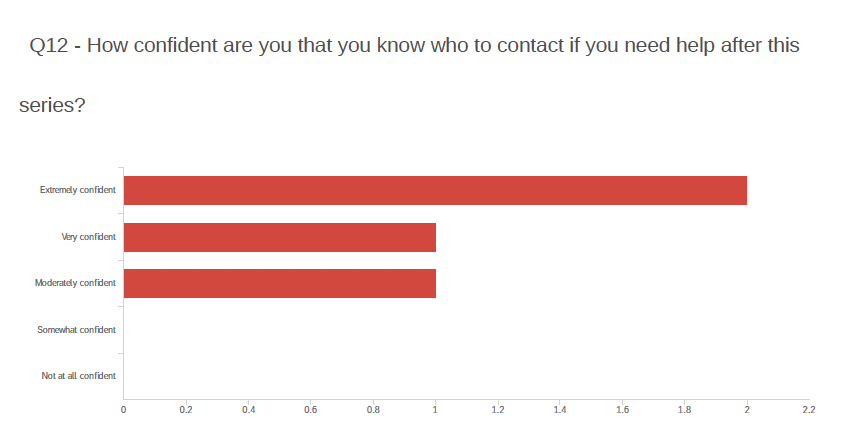 Q12 - How confident are you that you know who to contact if you need help after this
series?
Extremely confident
Very confident
Moderately confident
Somewhat confident
Not at all confident
0 0.2 0.4 0.6 0.8 1 1.2 1.4 1.6 1.8 2 2.2